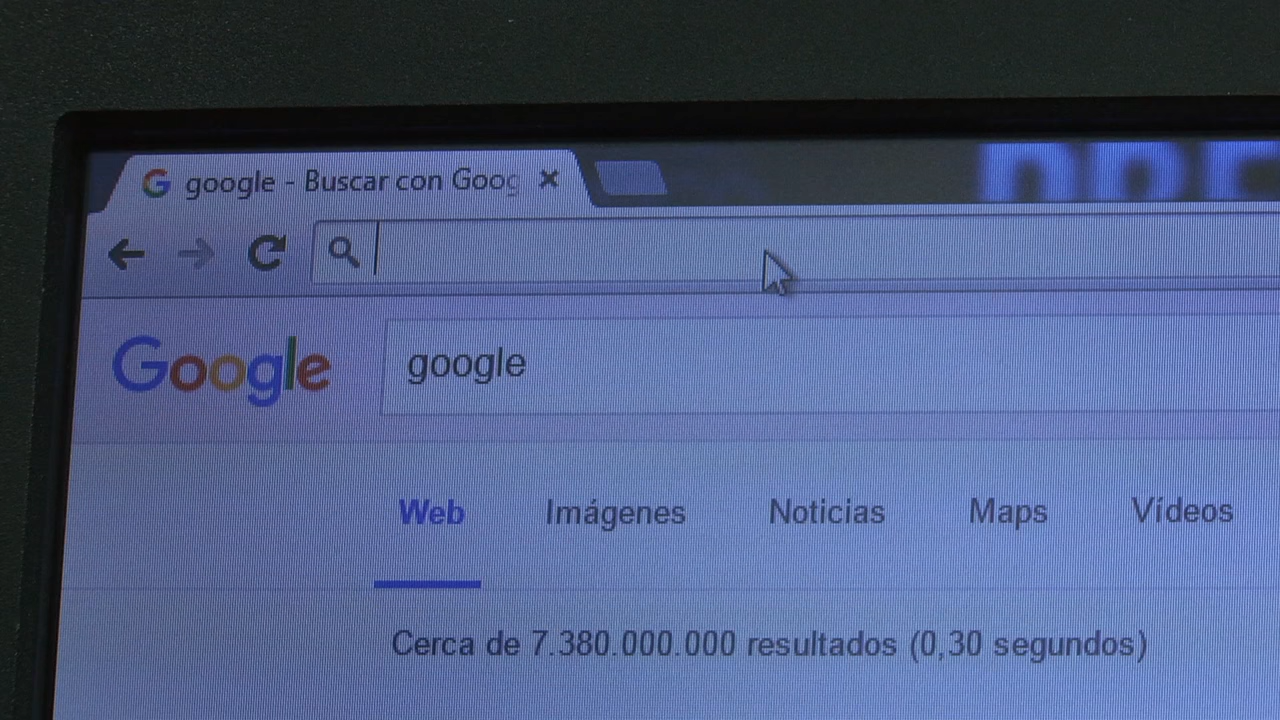 google - Buscar con Goog
Google
google
Web Imágenes Noticias Maps Vídeos
Cerca de 7.380.000.000 resultados (0,30 segundos)